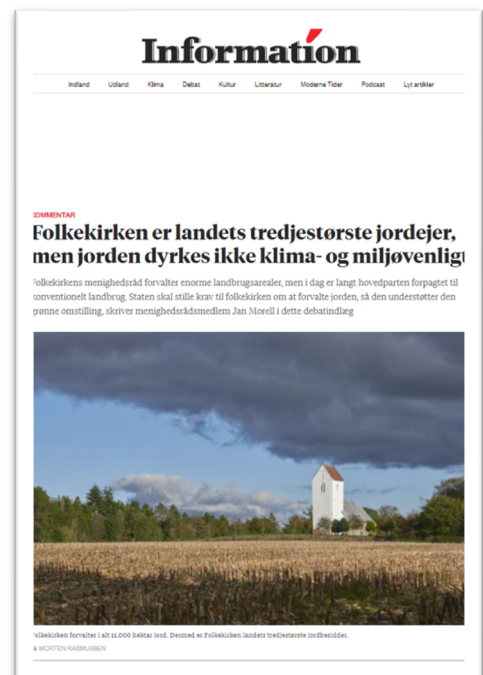 Information
Indland Udland Klima Debat Kultur Litteratur Moderne Tider Podcast Lyt artikler
KOMMENTAR
Folkekirken er landets tredjestørste jordejer,
men jorden dyrkes ikke klima- og miljøvenligt
Folkekirkens menighedsråd forvalter enorme landbrugsarealer, men i dag er langt hovedparten forpagtet til
konventionelt landbrug. Staten skal stille krav til folkekirken om at forvalte jorden, så den understøtter den
grønne omstilling, skriver menighedsrådsmedlem Jan Morell i dette debatindlæg
Folkekirken forvalter i alt 11.000 hektar jord. Dermed er Folkekirken landets tredjestørste jordbesidder.
MORTEN RASMUSSEN